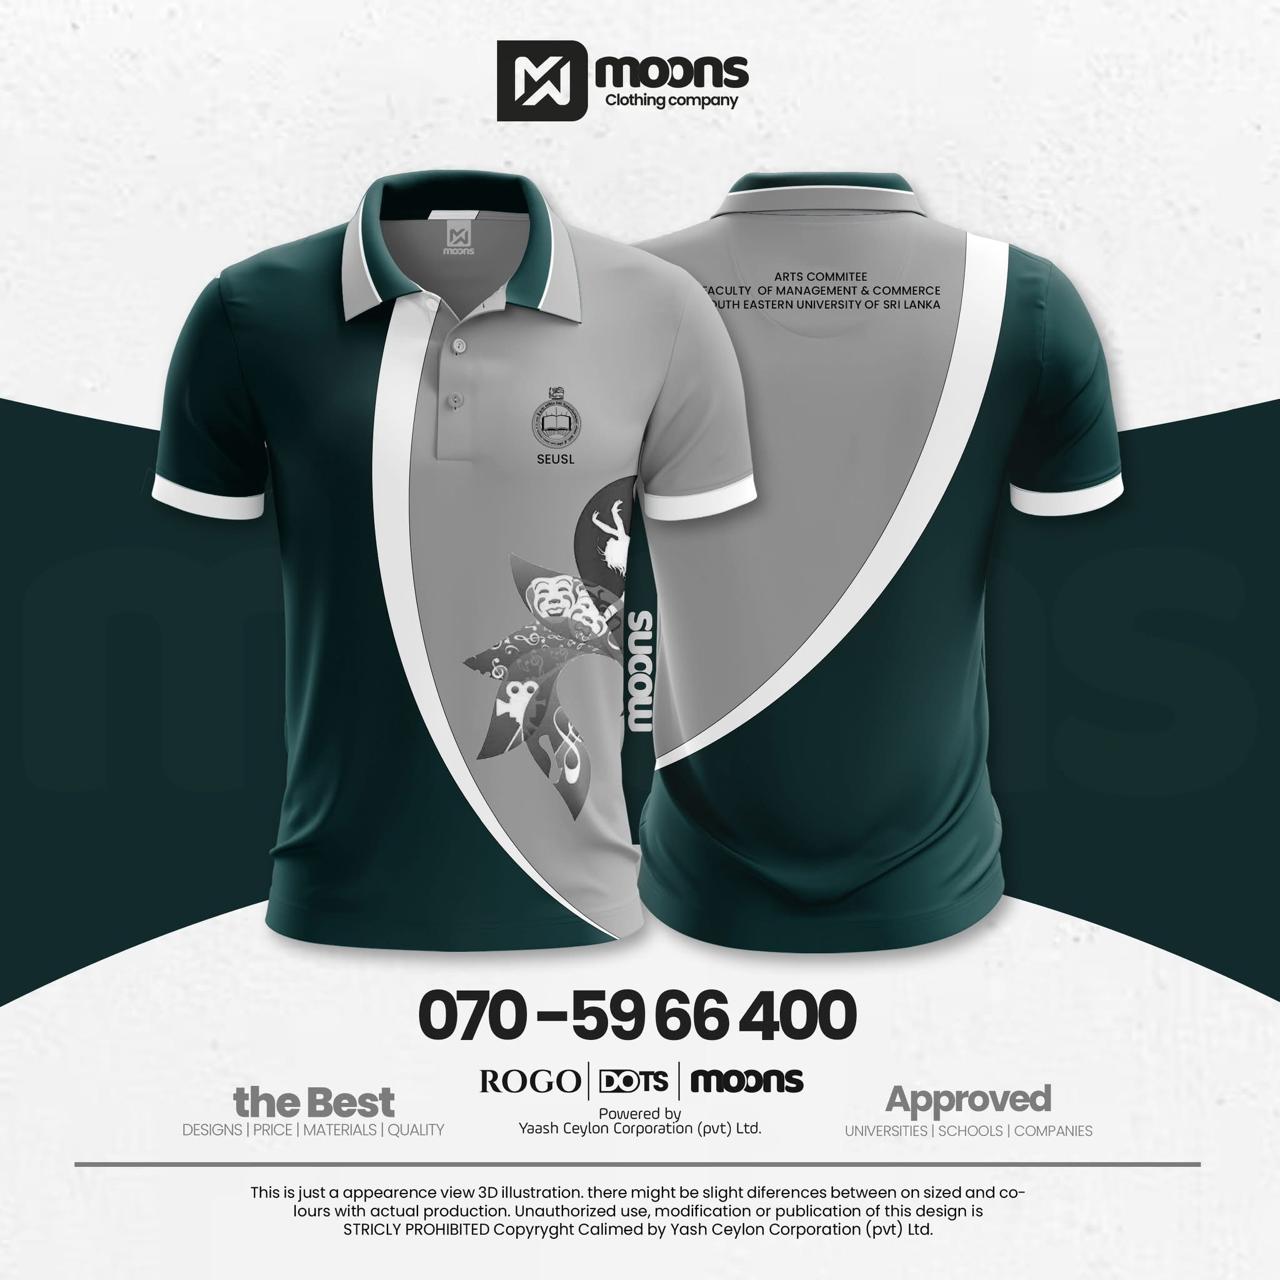 moons
Clothing company
moons
ARTS COMMITEE
FACULTY OF MANAGEMENT & COMMERCE
OUTH EASTERN UNIVERSITY OF SRI LANKA
SEUSL
moons
070-59 66 400
ROGO | DOTS | moons
the Best
DESIGNS | PRICE | MATERIALS | QUALITY
Powered by
Yaash Ceylon Corporation (pvt) Ltd.
Approved
UNIVERSITIES | SCHOOLS | COMPANIES
This is just a appearence view 3D illustration. there might be slight diferences between on sized and co-
lours with actual production. Unauthorized use, modification or publication of this design is
STRICLY PROHIBITED Copyryght Calimed by Yash Ceylon Corporation (pvt) Ltd.